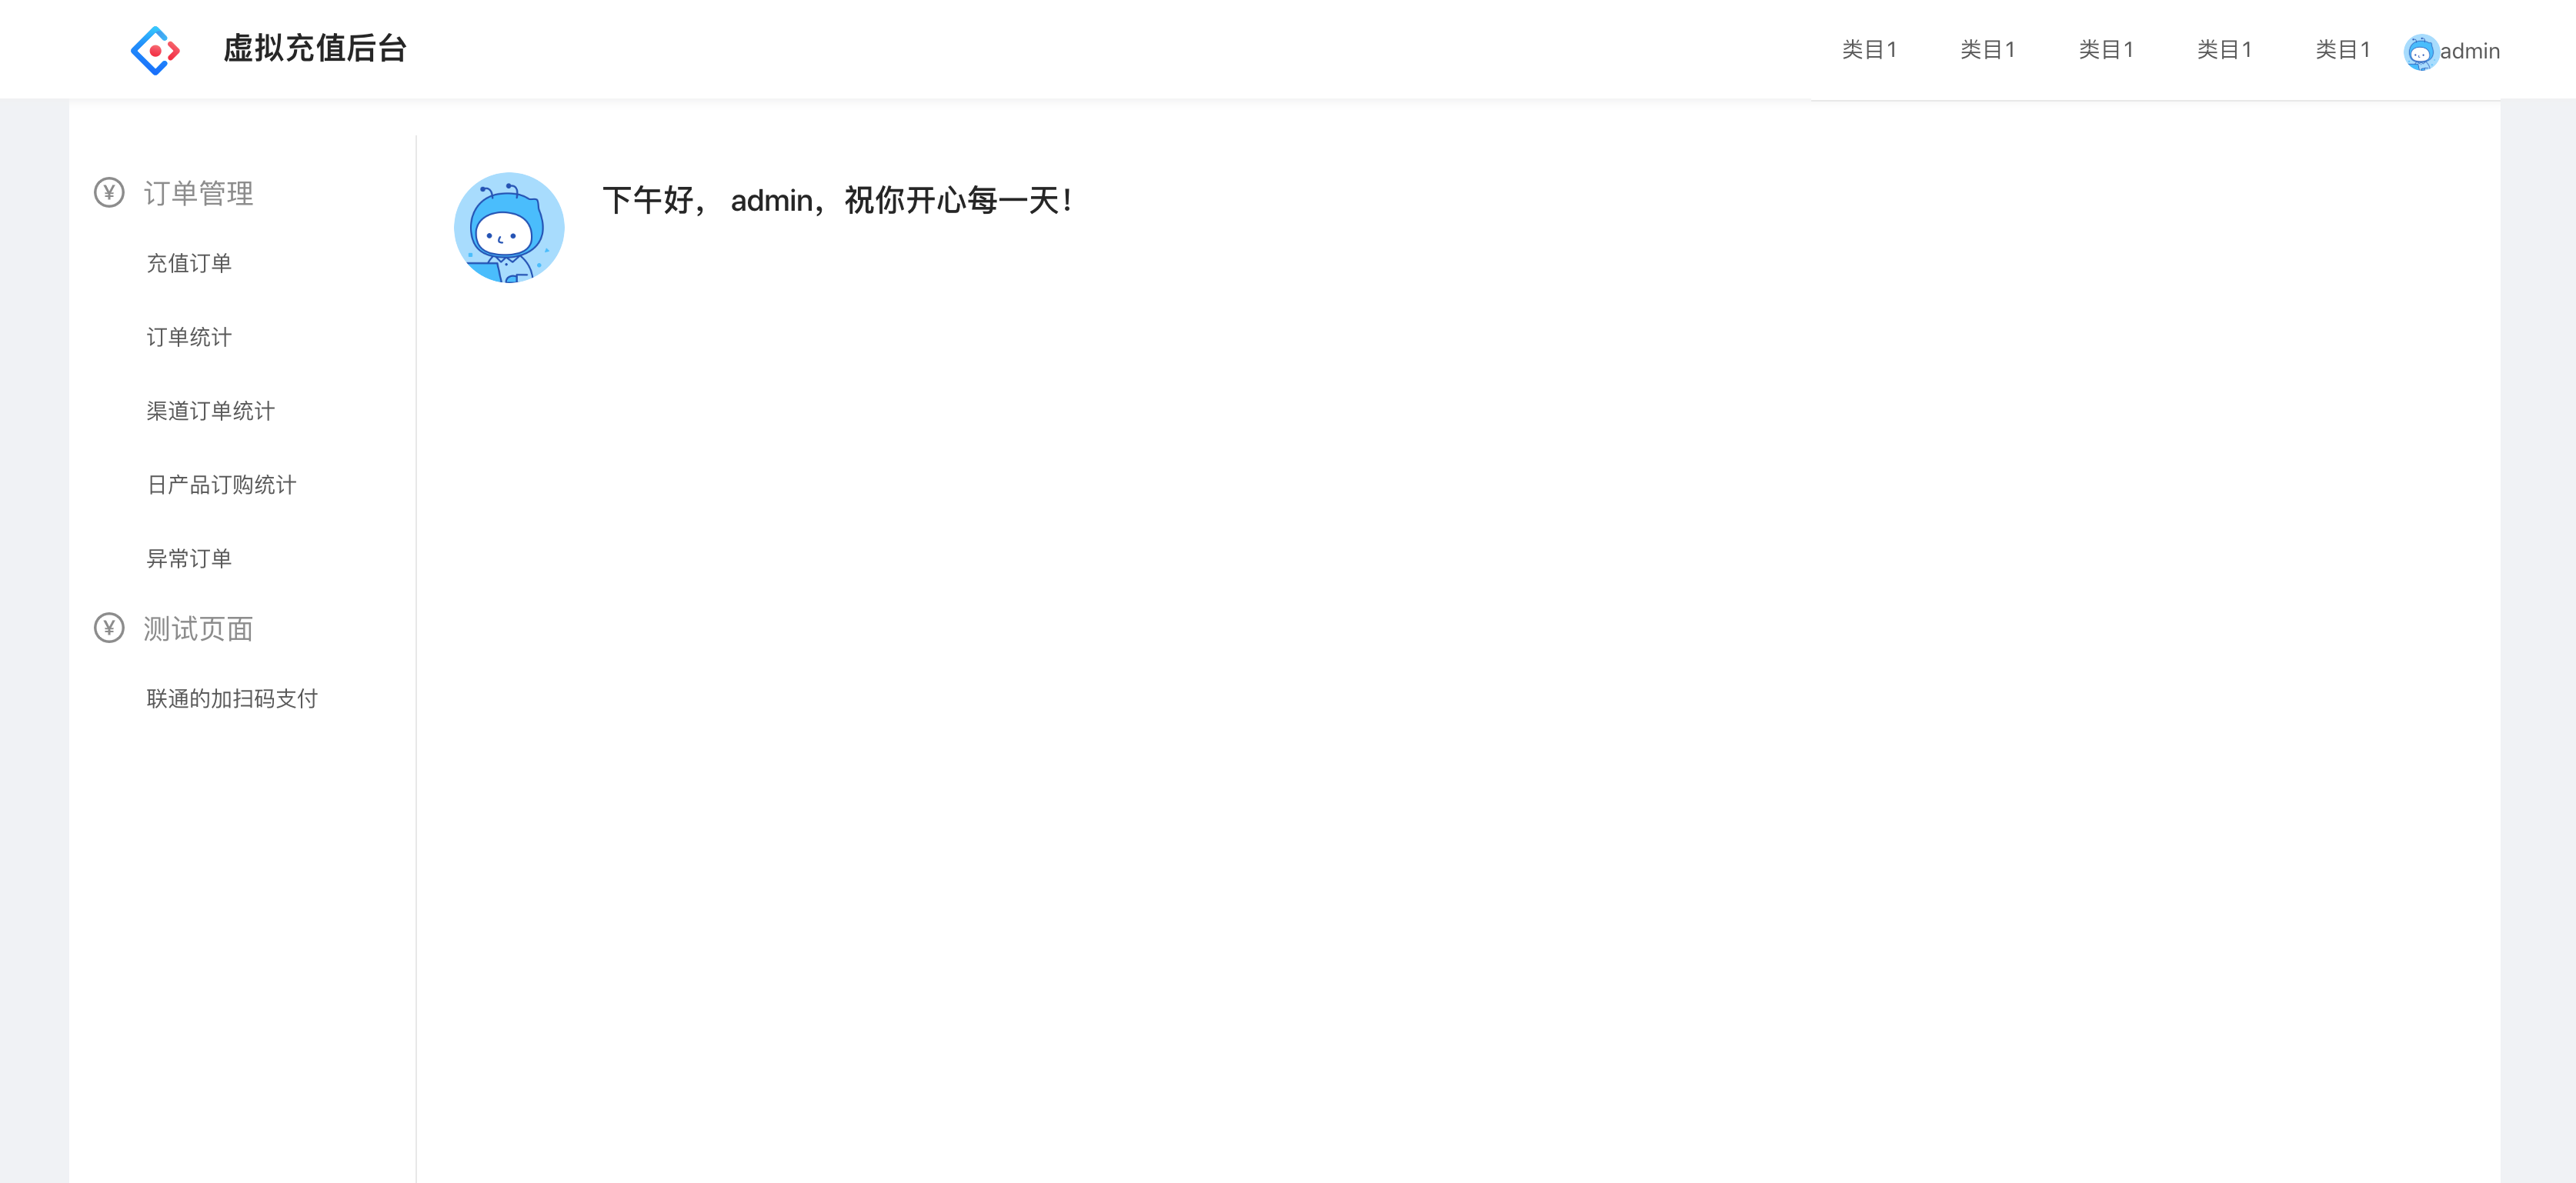 虚拟充值后台
类目1 类目1 类目1 类目1 类目1 admin
订单管理
充值订单
订单统计
渠道订单统计
日产品订购统计
异常订单
测试页面
联通的加扫码支付
下午好， admin，祝你开心每一天！